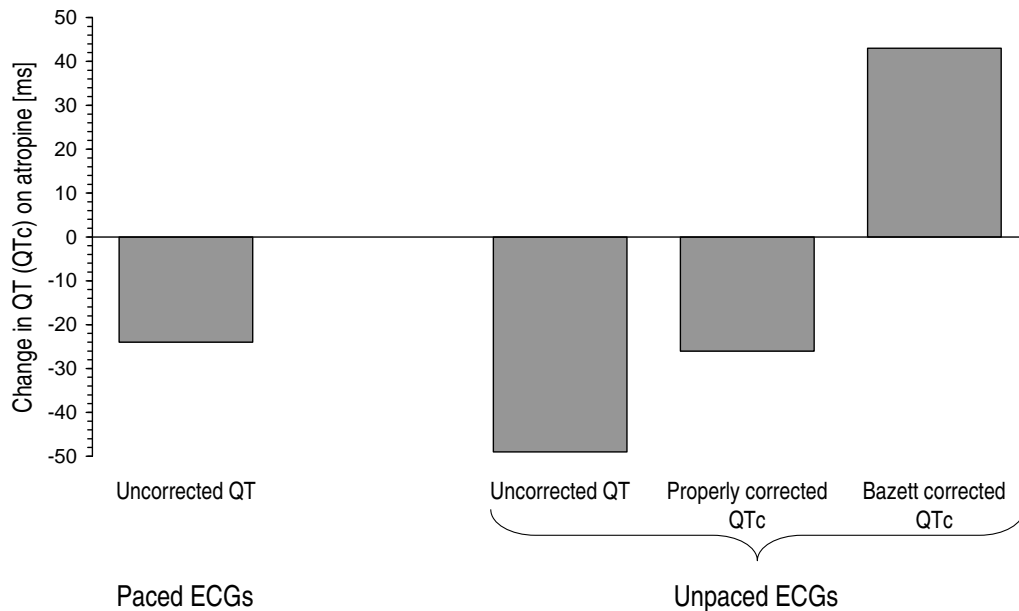 Change in QT (QTc) on atropine [ms]
50
40
30
20
10
0
-10
-20
-30
-40
-50
Uncorrected QT
Uncorrected QT
Properly corrected
QTc
Bazett corrected
QTc
Paced ECGs
Unpaced ECGs